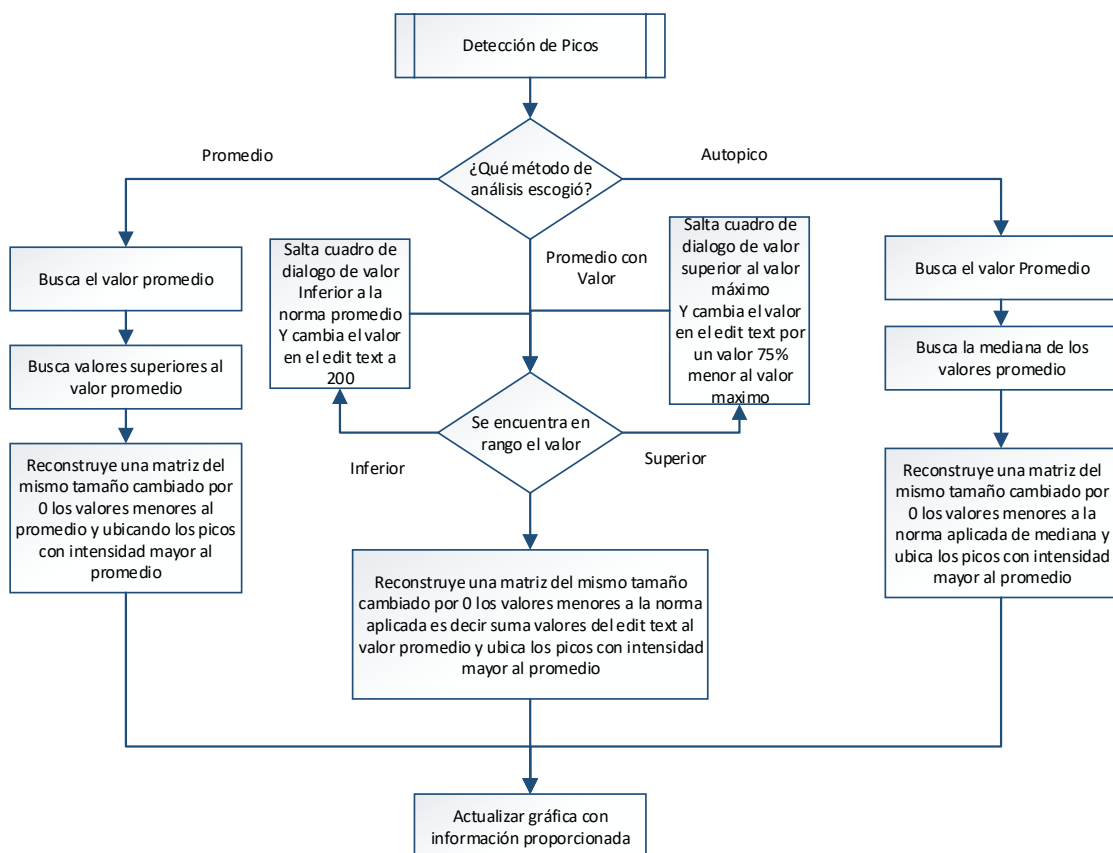 Detección de Picos
¿Qué método de
análisis escogió?
Promedio
Autopico
Promedio con
Valor
Busca el valor promedio
Busca valores superiores al
valor promedio
Reconstruye una matriz del
mismo tamaño cambiado por
0 los valores menores al
promedio y ubicando los picos
con intensidad mayor al
promedio
Salta cuadro de
dialogo de valor
Inferior a la
norma promedio
Y cambia el valor
en el edit text a
200
Salta cuadro de
dialogo de valor
superior al valor
máximo
Y cambia el valor
en el edit text por
un valor 75%
menor al valor
maximo
Se encuentra en
rango el valor
Inferior
Superior
Reconstruye una matriz del mismo tamaño
cambiado por 0 los valores menores a la norma
aplicada es decir suma valores del edit text al
valor promedio y ubica los picos con intensidad
mayor al promedio
Busca el valor Promedio
Busca la mediana de los
valores promedio
Reconstruye una matriz del
mismo tamaño cambiado por
0 los valores menores a la
norma aplicada de mediana y
ubica los picos con intensidad
mayor al promedio
Actualizar gráfica con
información proporcionada